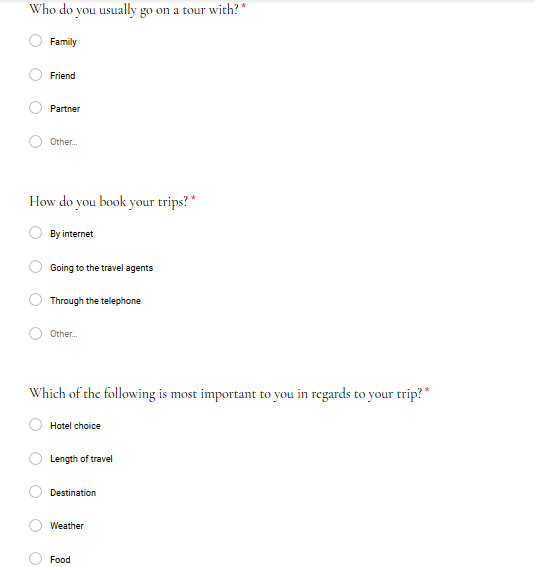 Who do you usually go on a tour with? *
Family
Friend
Partner
Other...
How do you book your trips? *
By internet
Going to the travel agents
Through the telephone
Other...
Which of the following is most important to you in regards to your trip? *
Hotel choice
Length of travel
Destination
Weather
Food